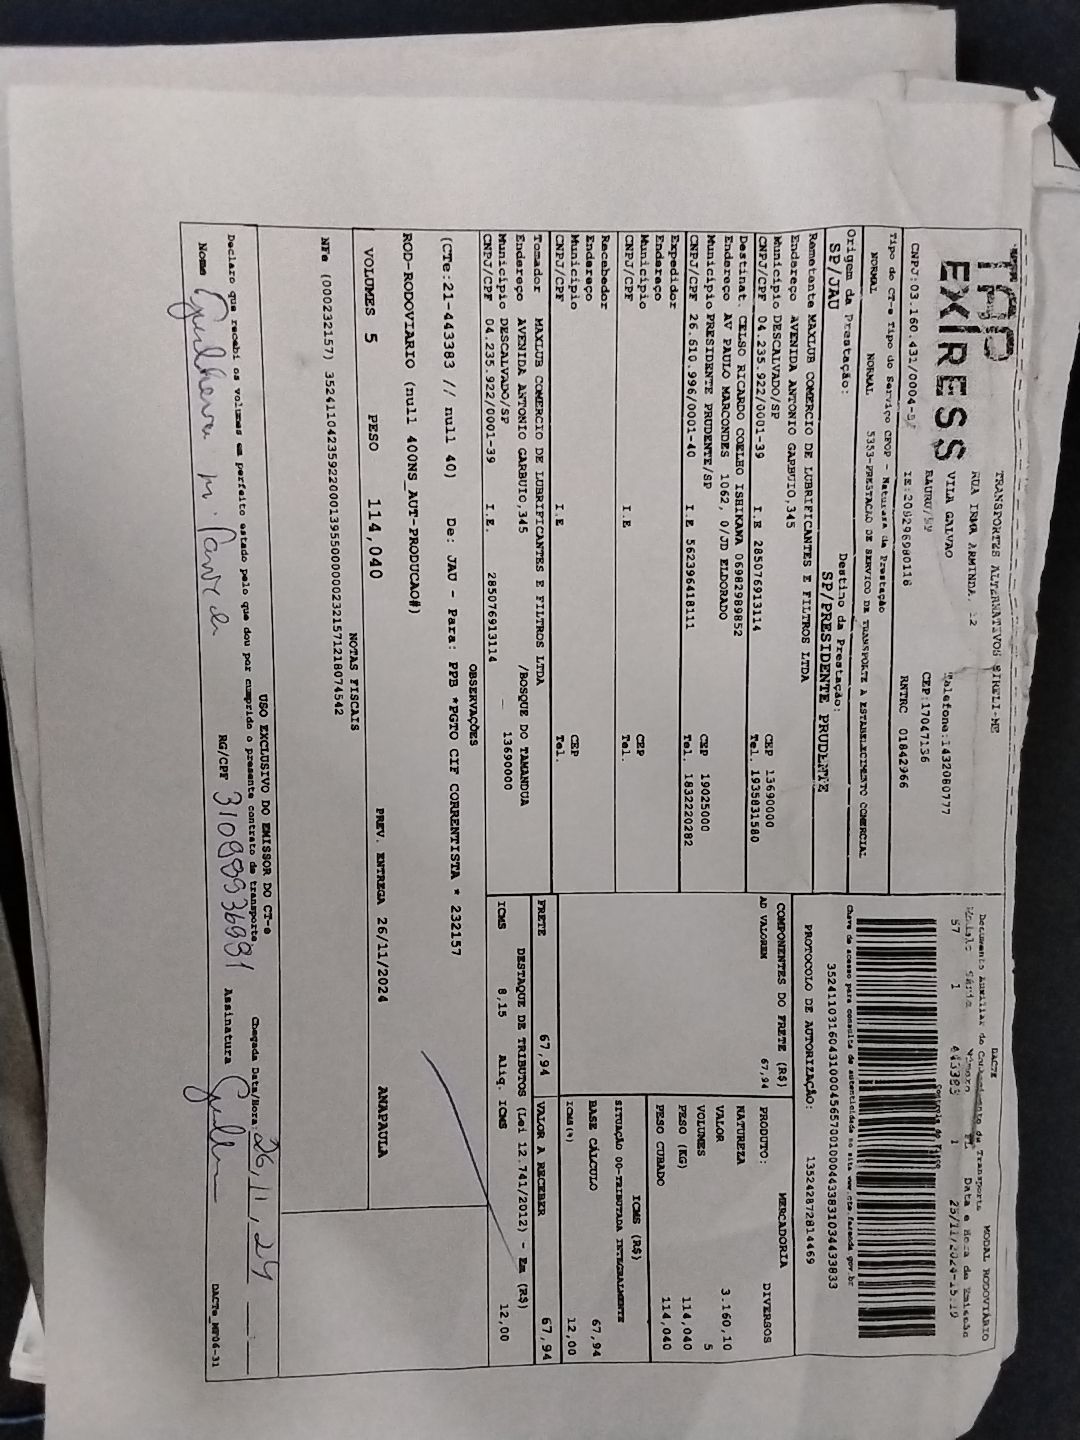 EXPRESS
TRANSPORTES ALTERNATIVOS EIRELI-ME
RUA IRMA ARMINDA, 12
VILA GALVAO Telefone:1432080777
BAURU/SP CEP:17047136
CNPJ:03.160.431/0004- IE:209296980118 RNTRC 01842966
Tipo do CT-e Tipo do Serviço CFOP - Natureza da Prestação
NORMAL NORMAL 5353-PRESTAÇÃO DE SERVIÇO DE TRANSPORTE A ESTABELECIMENTO COMERCIAL
Origem da Prestação: Destino da Prestação:
SP/JAU SP/PRESIDENTE PRUDENTE
DACTE MODAL RODOVIÁRIO
Documento Auxiliar do Conhecimento de Transporte
Modelo Série Número FL Data e Hora de Emissão
57 1 443383 1 25/11/2024-15:19
Controle do Fisco
Chave de acesso para consulta de autenticidade no site www.cte.fazenda.gov.br
35241103160431000456570010004433831034433833
PROTOCOLO DE AUTORIZAÇÃO: 135242872814469
Remetente MAXLUB COMERCIO DE LUBRIFICANTES E FILTROS LTDA
Endereço AVENIDA ANTONIO GARBUIO,345
Município DESCALVADO/SP CEP 13690000
CNPJ/CPF 04.235.922/0001-39 I.E 285076913114 Tel. 1935831580
Destinat. CELSO RICARDO COELHO ISHIKAWA 06982989852
Endereço AV PAULO MARCONDES 1062, 0/JD ELDORADO
Município PRESIDENTE PRUDENTE/SP CEP 19025000
CNPJ/CPF 26.610.996/0001-40 I.E 562396418111 Tel. 1832220282
Expedidor
Endereço
Município CEP
CNPJ/CPF I.E Tel.
Recebedor
Endereço
Município CEP
CNPJ/CPF I.E Tel.
Tomador MAXLUB COMERCIO DE LUBRIFICANTES E FILTROS LTDA
Endereço AVENIDA ANTONIO GARBUIO,345 /BOSQUE DO TAMANDUA
Município DESCALVADO/SP - 13690000
CNPJ/CPF 04.235.922/0001-39 I.E. 285076913114
COMPONENTES DO FRETE (R$)
AD VALOREM 67,94
MERCADORIA
PRODUTO: DIVERSOS
NATUREZA
VALOR 3.160,10
VOLUMES 5
PESO (KG) 114,040
PESO CUBADO 114,040
ICMS (R$)
SITUAÇÃO 00-TRIBUTADA INTEGRALMENTE
BASE CÁLCULO 67,94
ICMS(%) 12,00
FRETE 67,94 VALOR A RECEBER 67,94
DESTAQUE DE TRIBUTOS (Lei 12.741/2012) - Em (R$)
ICMS 8,15 Aliq. ICMS 12,00
OBSERVAÇÕES
(CTe:21-443383 // null 40) De: JAU - Para: PPB *PGTO CIF CORRENTISTA * 232157
ROD-RODOVIARIO (null 400NS_AUT-PRODUCAO#)
VOLUMES 5 PESO 114,040 PREV. ENTREGA 26/11/2024 ANAPAULA
NOTAS FISCAIS
NFe (000232157) 35241104235922000139550000002321571218074542
USO EXCLUSIVO DO EMISSOR DO CT-e
Declaro que recebi os volumes em perfeito estado pelo que dou por cumprido o presente contrato de transporte Chegada Data/Hora: 26,11,24
Nome Guilherme M. RG/CPF 31098936981 Assinatura
DACTe_MF06-31